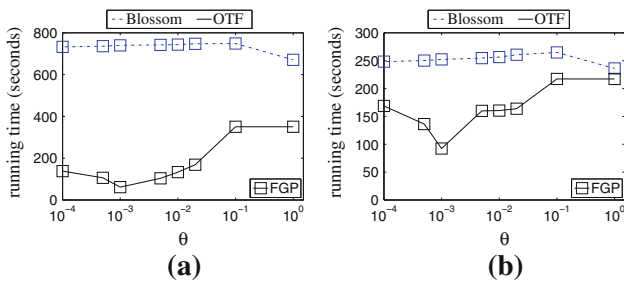 Blossom OTF
running time (seconds)
800
600
400
200
0
FGP
10^-4 10^-3 10^-2 10^-1 10^0
θ
(a)
Blossom OTF
running time (seconds)
300
250
200
150
100
50
0
FGP
10^-4 10^-3 10^-2 10^-1 10^0
θ
(b)